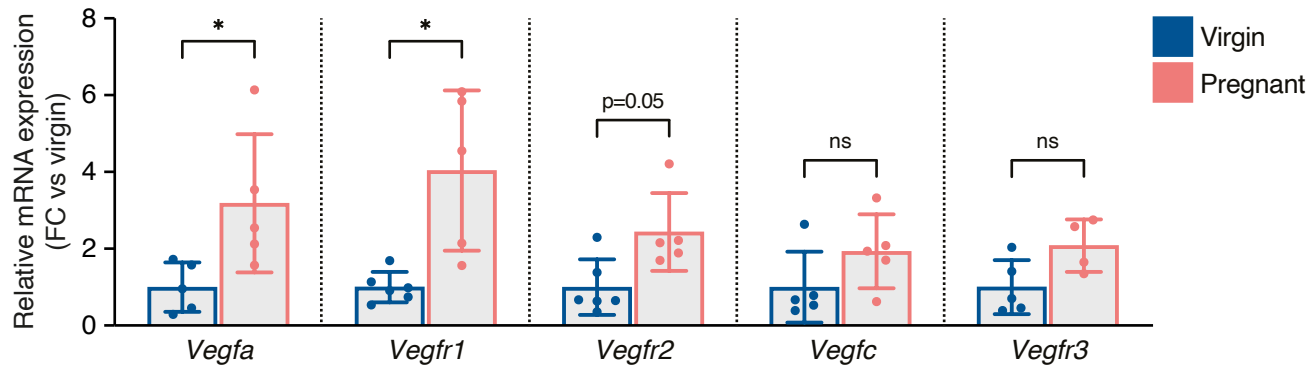 Relative mRNA expression
(FC vs virgin)
8
6
4
2
0
*
*
p=0.05
ns
ns
Vegfa
Vegfr1
Vegfr2
Vegfc
Vegfr3
Virgin
Pregnant